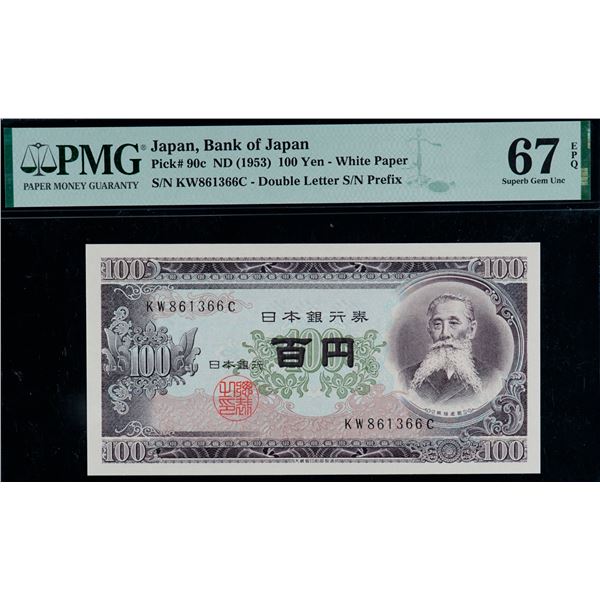 PMG®
PAPER MONEY GUARANTY
Japan, Bank of Japan
Pick# 90c ND (1953) 100 Yen - White Paper
S/N KW861366C - Double Letter S/N Prefix
67 EPQ
Superb Gem Unc
100 100
KW861366C
日本銀行券
100
100
日本銀行
百円
KW861366C
100 100